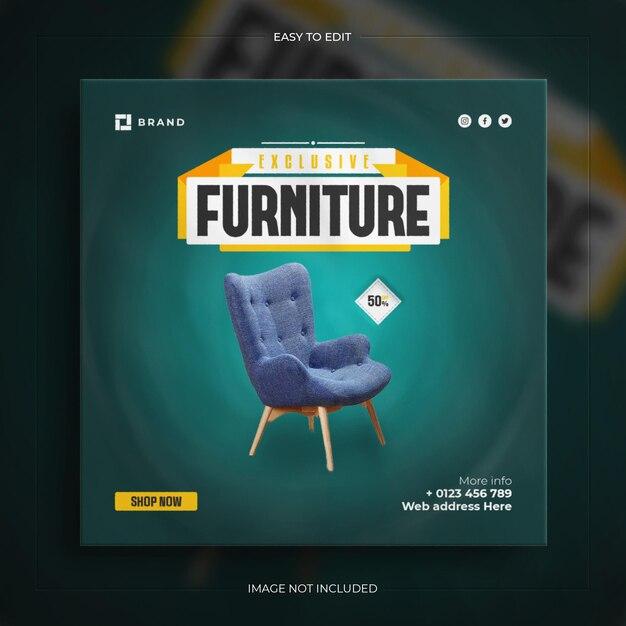 EASY TO EDIT
BRAND
EXCLUSIVE
FURNITURE
50%
More info
+ 0123 456 789
SHOP NOW
Web address Here
IMAGE NOT INCLUDED